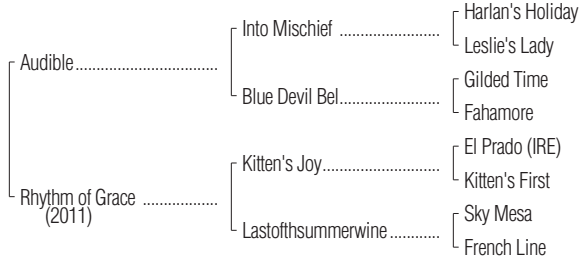 Harlan's Holiday
Into Mischief ........................
Leslie's Lady
Audible .................................
Gilded Time
Blue Devil Bel ........................
Fahamore
El Prado (IRE)
Kitten's Joy ...........................
Kitten's First
Rhythm of Grace ..................
(2011)
Sky Mesa
Lastofthsummerwine ............
French Line